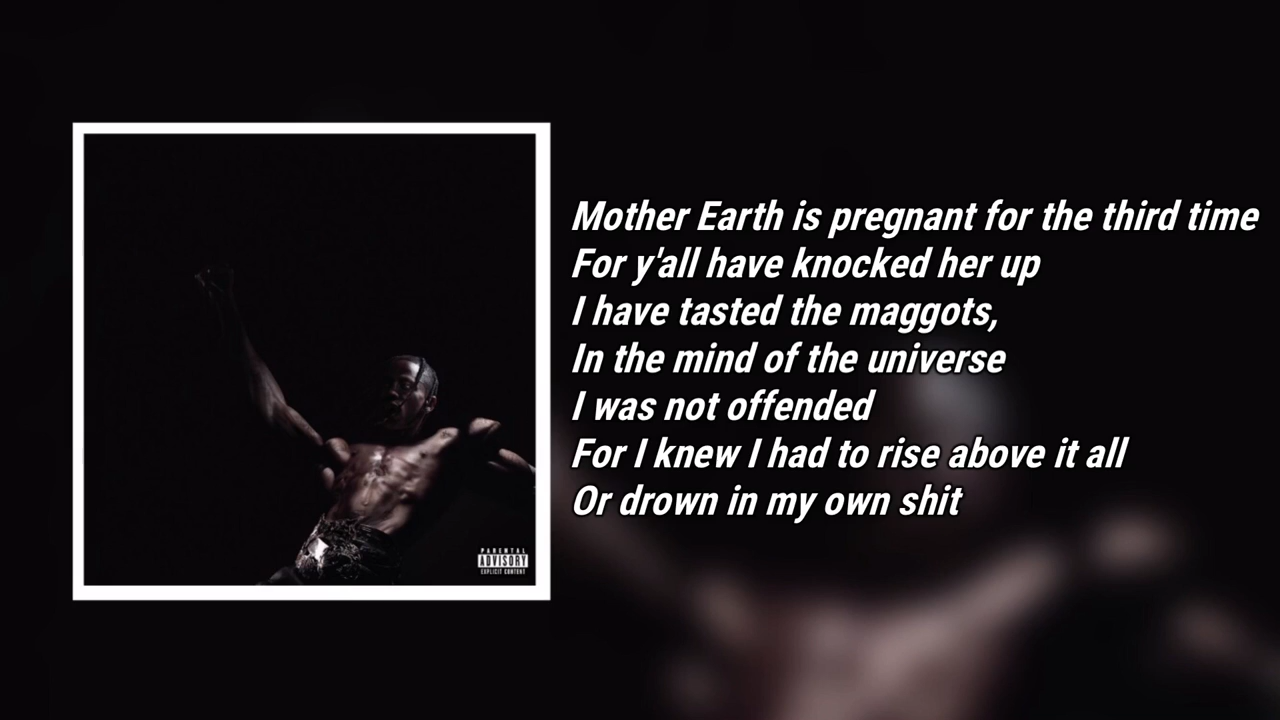 Mother Earth is pregnant for the third time
For y'all have knocked her up
I have tasted the maggots,
In the mind of the universe
I was not offended
For I knew I had to rise above it all
Or drown in my own shit
PARENTAL
ADVISORY
EXPLICIT CONTENT